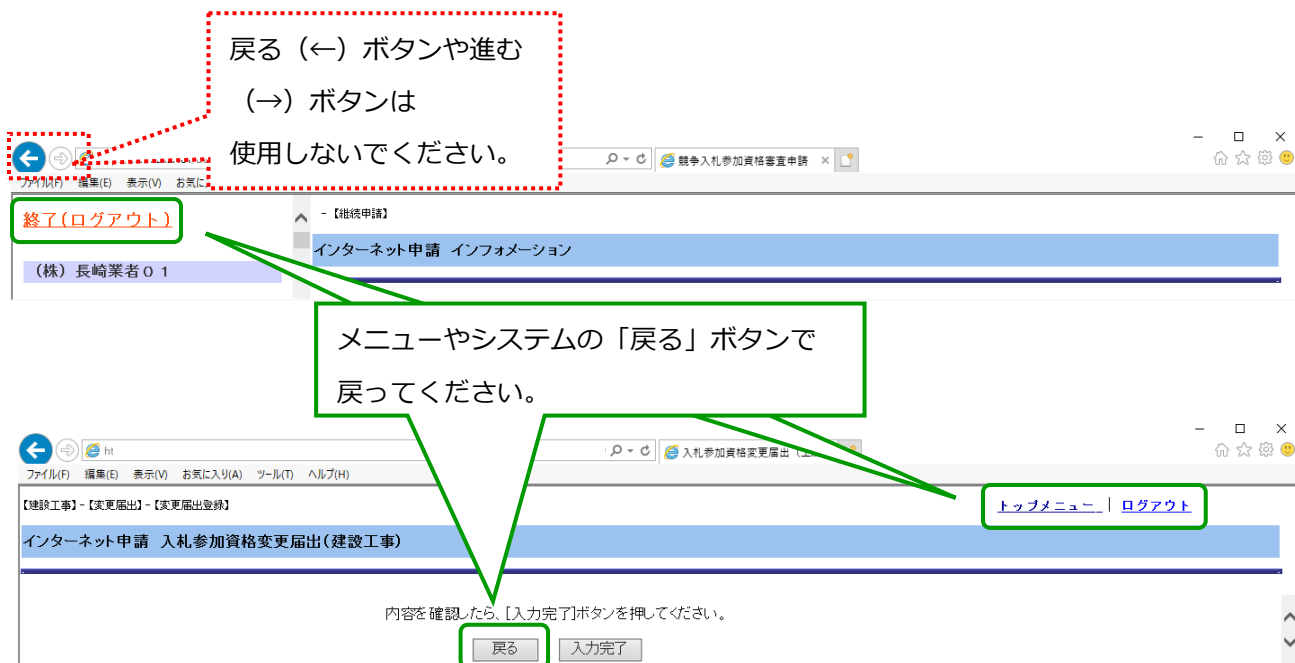 戻る（←）ボタンや進む
（→）ボタンは
使用しないでください。
競争入札参加資格審査申請 ×
編集(E) 表示(V) お気に
終了(ログアウト)
-【継続申請】
インターネット申請 インフォメーション
（株）長崎業者０１
メニューやシステムの「戻る」ボタンで
戻ってください。
ht
入札参加資格変更届出（工
ファイル(F) 編集(E) 表示(V) お気に入り(A) ツール(T) ヘルプ(H)
【建設工事】-【変更届出】-【変更届出登録】
トップメニュー | ログアウト
インターネット申請 入札参加資格変更届出(建設工事)
内容を確認したら、[入力完了]ボタンを押してください。
戻る 入力完了